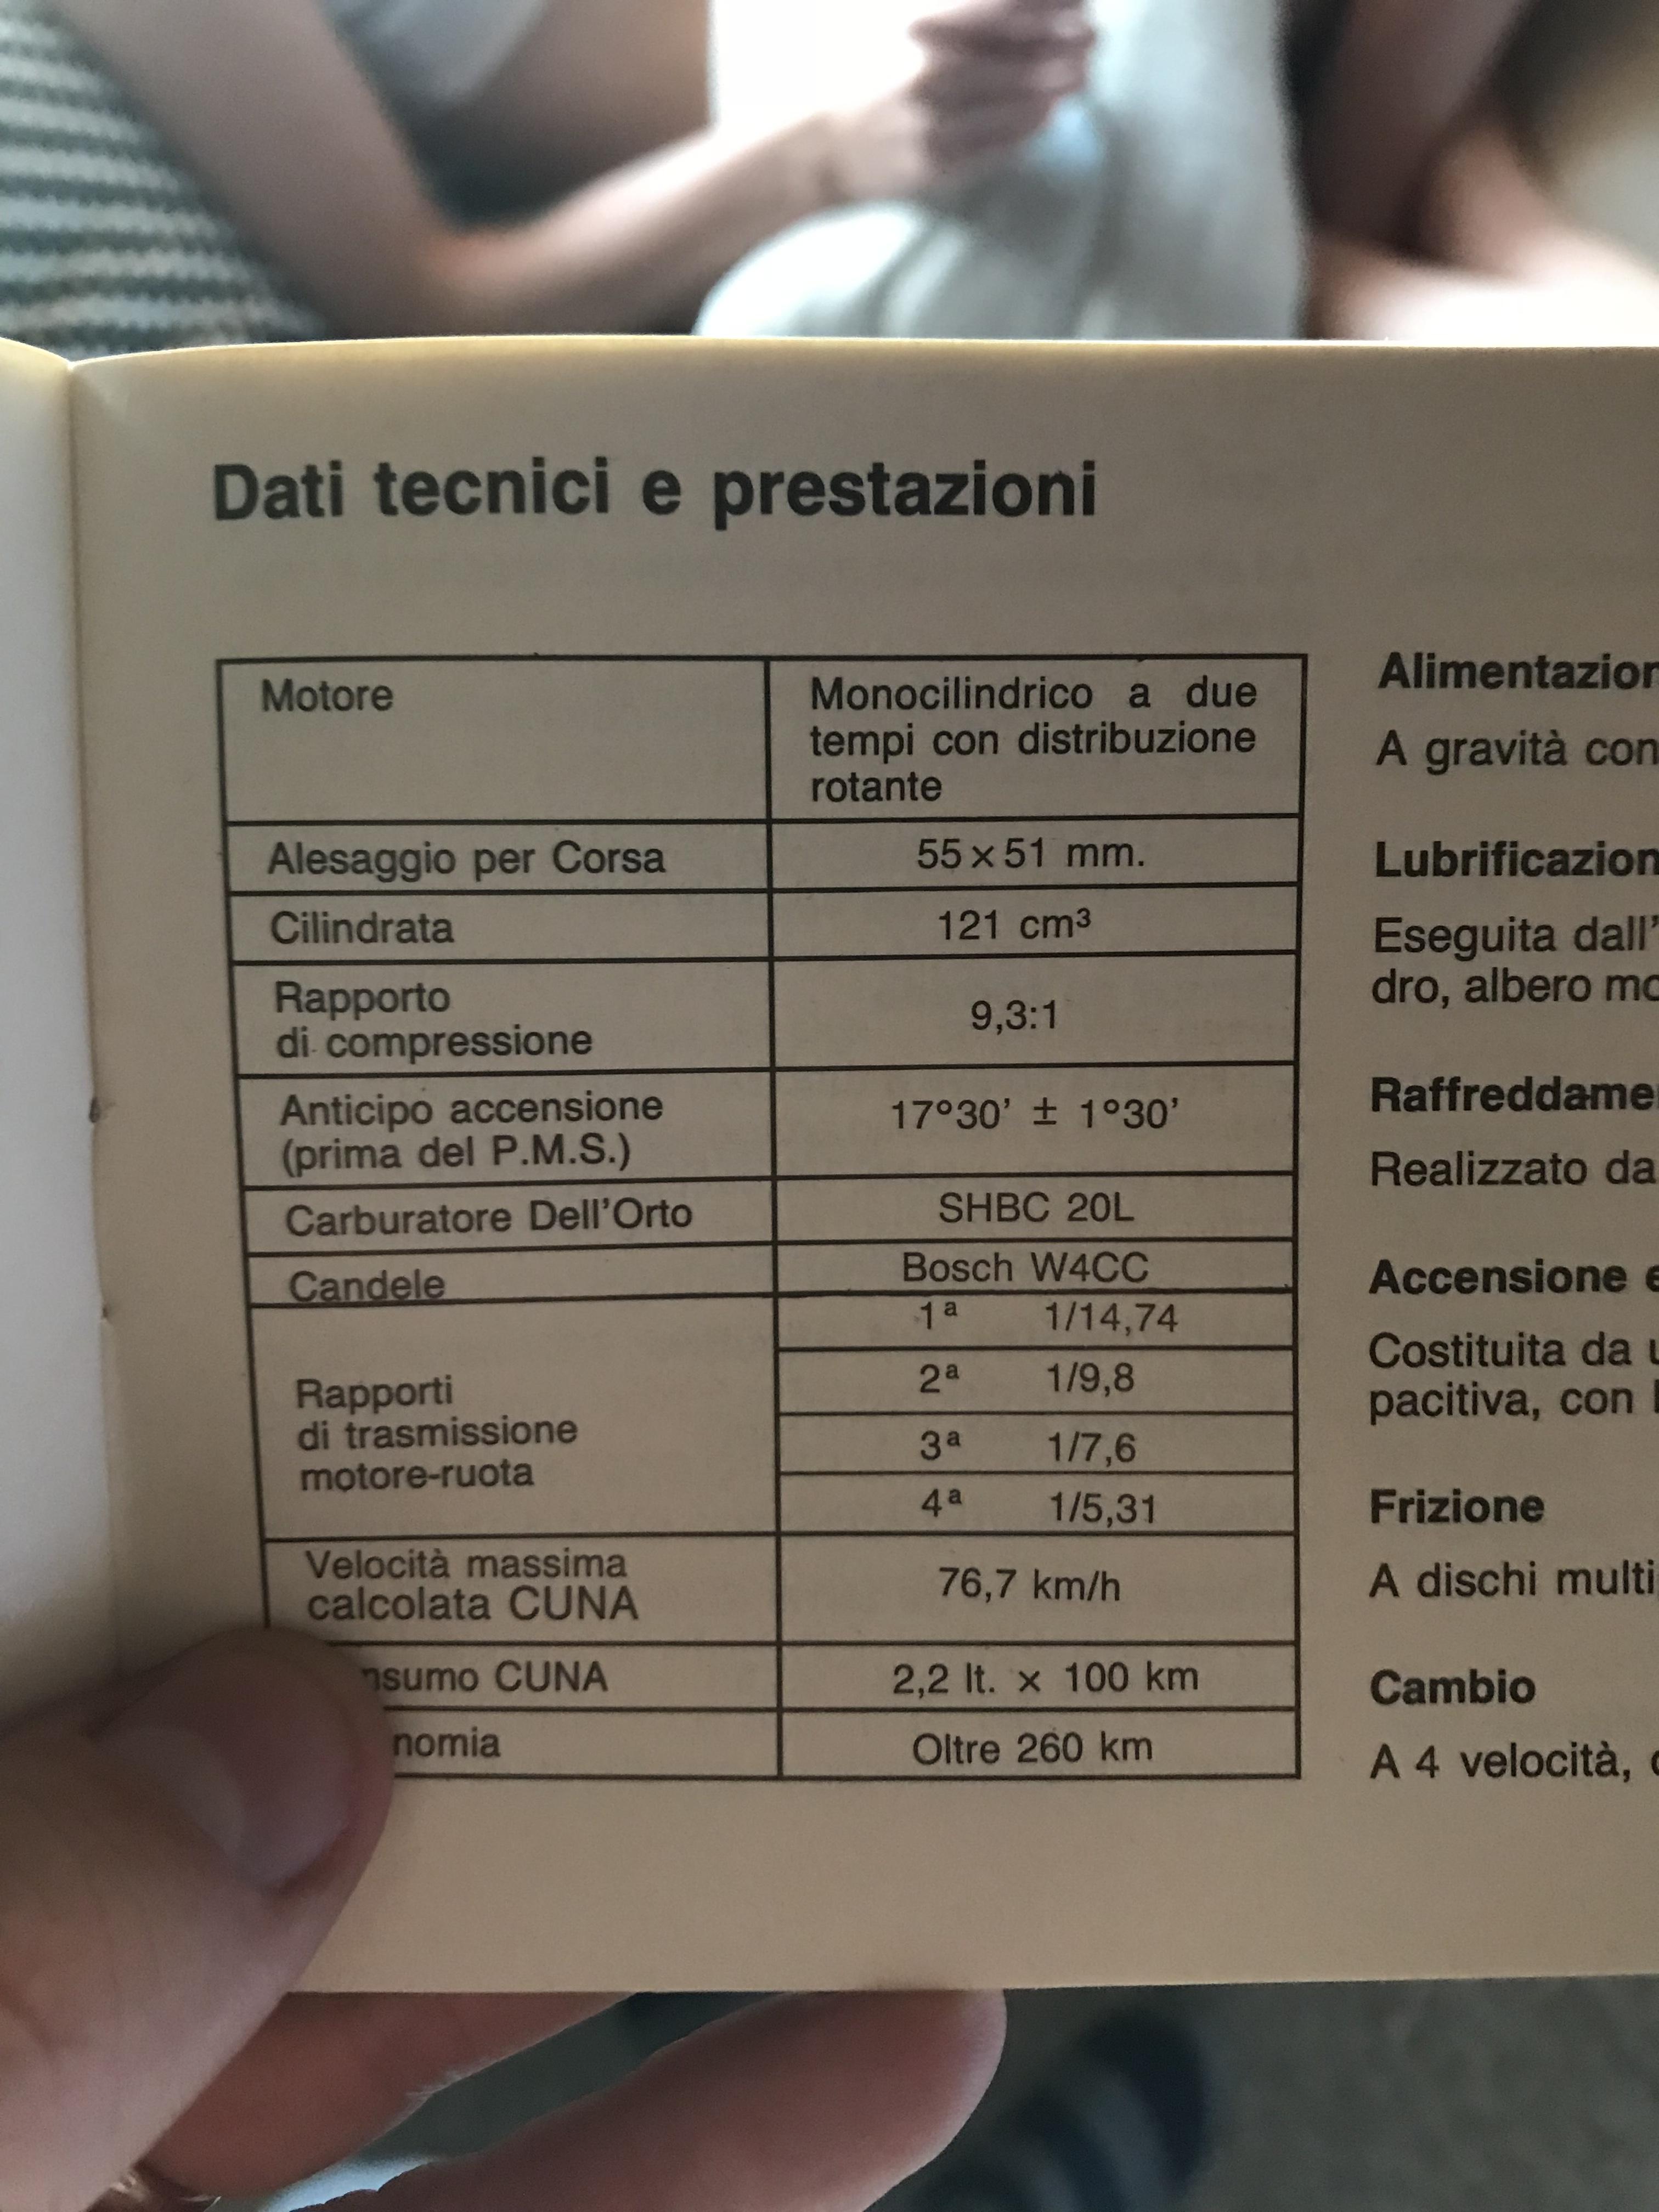 Dati tecnici e prestazioni
Motore
Monocilindrico a due
tempi con distribuzione
rotante
Alesaggio per Corsa
55×51 mm.
Cilindrata
121 cm³
Rapporto
di compressione
9,3:1
Anticipo accensione
(prima del P.M.S.)
17°30' ± 1°30'
Carburatore Dell'Orto
SHBC 20L
Candele
Bosch W4CC
Rapporti
di trasmissione
motore-ruota
1ª 1/14,74
2ª 1/9,8
3ª 1/7,6
4ª 1/5,31
Velocità massima
calcolata CUNA
76,7 km/h
nsumo CUNA
2,2 lt. × 100 km
nomia
Oltre 260 km
Alimentazion
A gravità con
Lubrificazion
Eseguita dall'
dro, albero mo
Raffreddame
Realizzato da
Accensione e
Costituita da u
pacitiva, con
Frizione
A dischi multi
Cambio
A 4 velocità,